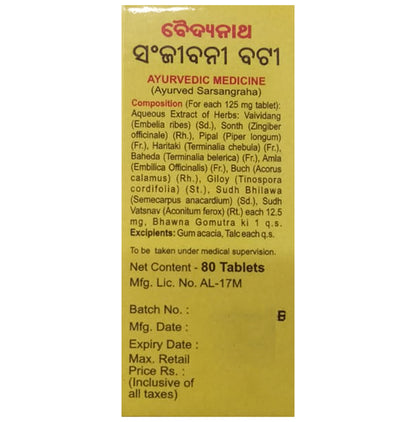 ବୈଦ୍ୟନାଥ
ସଂଜୀବନୀ ବଟୀ
AYURVEDIC MEDICINE
(Ayurved Sarsangraha)
Composition (For each 125 mg tablet):
Aqueous Extract of Herbs: Vaividang
(Embelia ribes) (Sd.), Sonth (Zingiber
officinale) (Rh.), Pipal (Piper longum)
(Fr.), Haritaki (Terminalia chebula) (Fr.),
Baheda (Terminalia belerica) (Fr.), Amla
(Embilica Officinalis) (Fr.), Buch (Acorus
calamus) (Rh.), Giloy (Tinospora
cordifolia) (St.), Sudh Bhilawa
(Semecarpus anacardium) (Sd.), Sudh
Vatsnav (Aconitum ferox) (Rt.) each 12.5
mg, Bhawna Gomutra ki 1 q.s.
Excipients: Gum acacia, Talc each q.s.
To be taken under medical supervision.
Net Content - 80 Tablets
Mfg. Lic. No. AL-17M
Batch No. :
Mfg. Date :
Expiry Date :
Max. Retail
Price Rs. :
(Inclusive of
all taxes)